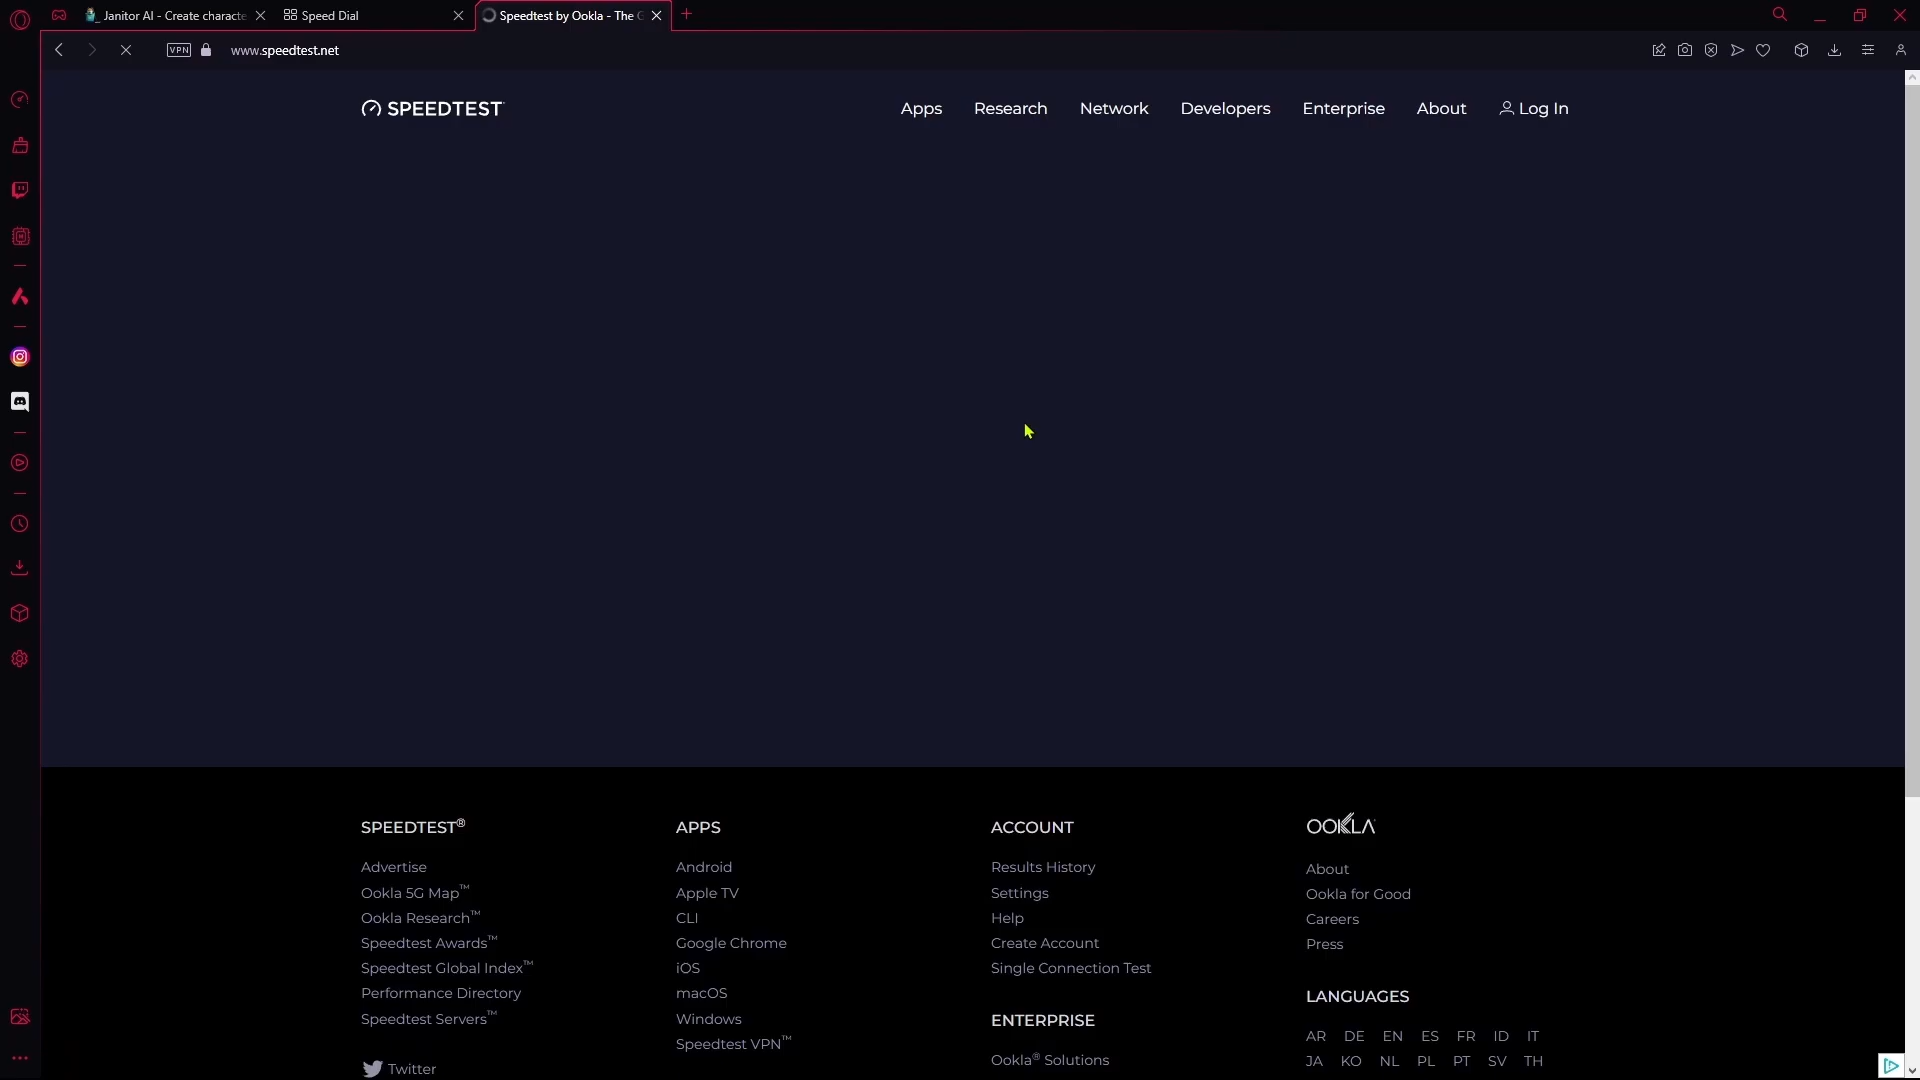 Janitor AI - Create characte
Speed Dial
Speedtest by Ookla - The G
VPN
www.speedtest.net
SPEEDTEST
Apps
Research
Network
Developers
Enterprise
About
Log In
SPEEDTEST®
Advertise
Ookla 5G Map™
Ookla Research™
Speedtest Awards™
Speedtest Global Index™
Performance Directory
Speedtest Servers™
Twitter
APPS
Android
Apple TV
CLI
Google Chrome
iOS
macOS
Windows
Speedtest VPN™
ACCOUNT
Results History
Settings
Help
Create Account
Single Connection Test
ENTERPRISE
Ookla® Solutions
OOKLA
About
Ookla for Good
Careers
Press
LANGUAGES
AR DE EN ES FR ID IT
JA KO NL PL PT SV TH